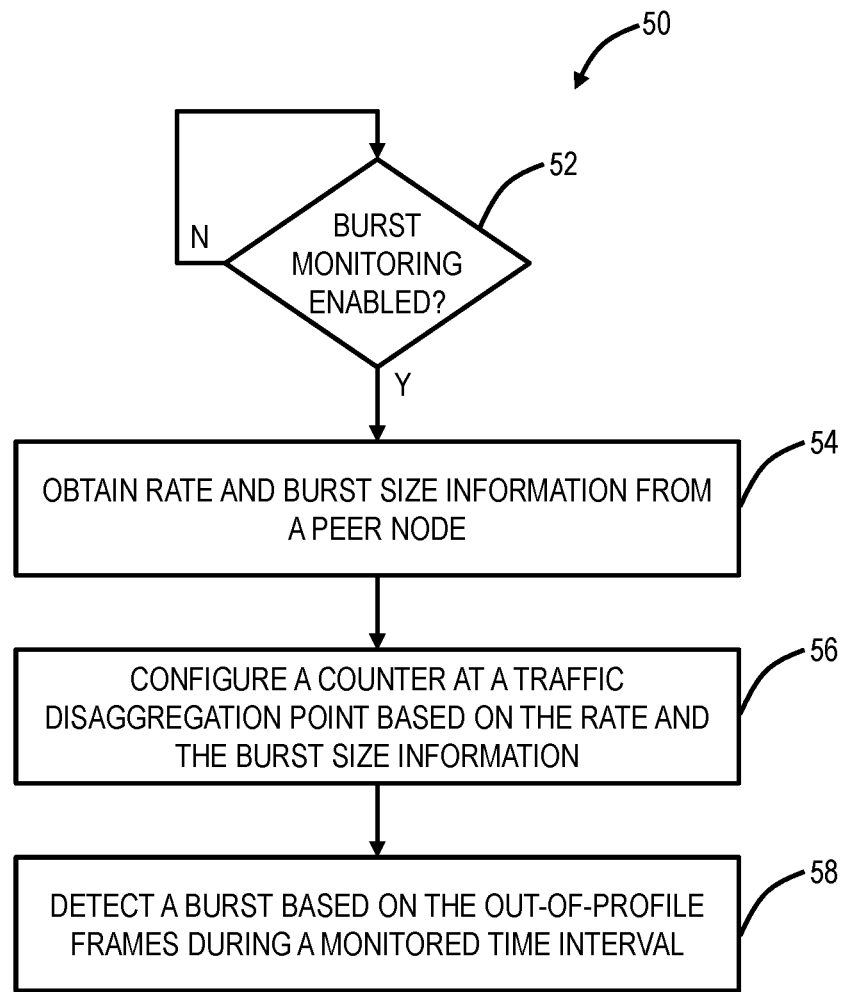 50
52
BURST
MONITORING
ENABLED?
N
Y
54
OBTAIN RATE AND BURST SIZE INFORMATION FROM
A PEER NODE
56
CONFIGURE A COUNTER AT A TRAFFIC
DISAGGREGATION POINT BASED ON THE RATE AND
THE BURST SIZE INFORMATION
58
DETECT A BURST BASED ON THE OUT-OF-PROFILE
FRAMES DURING A MONITORED TIME INTERVAL